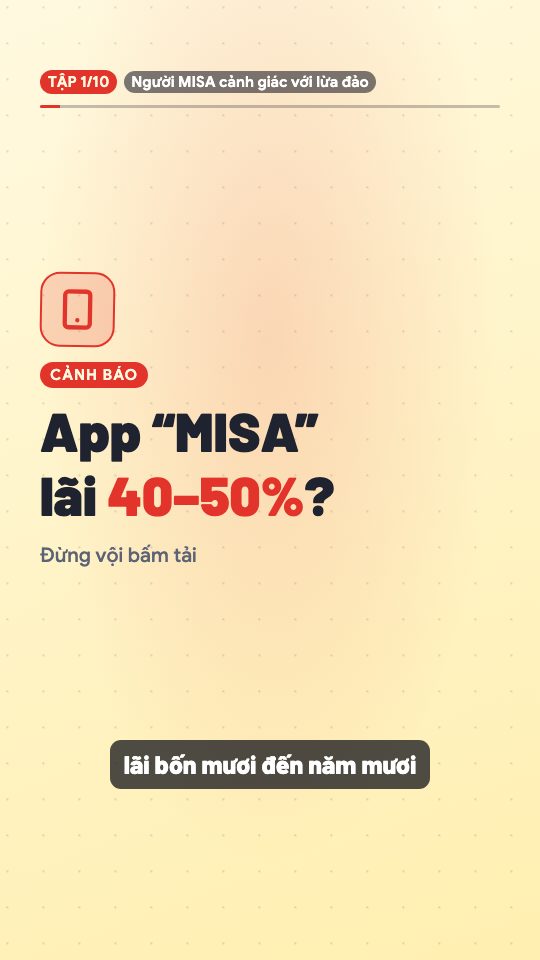 TẬP 1/10
Người MISA cảnh giác với lừa đảo
CẢNH BÁO
App “MISA”
lãi 40–50%?
Đừng vội bấm tải
lãi bốn mươi đến năm mươi